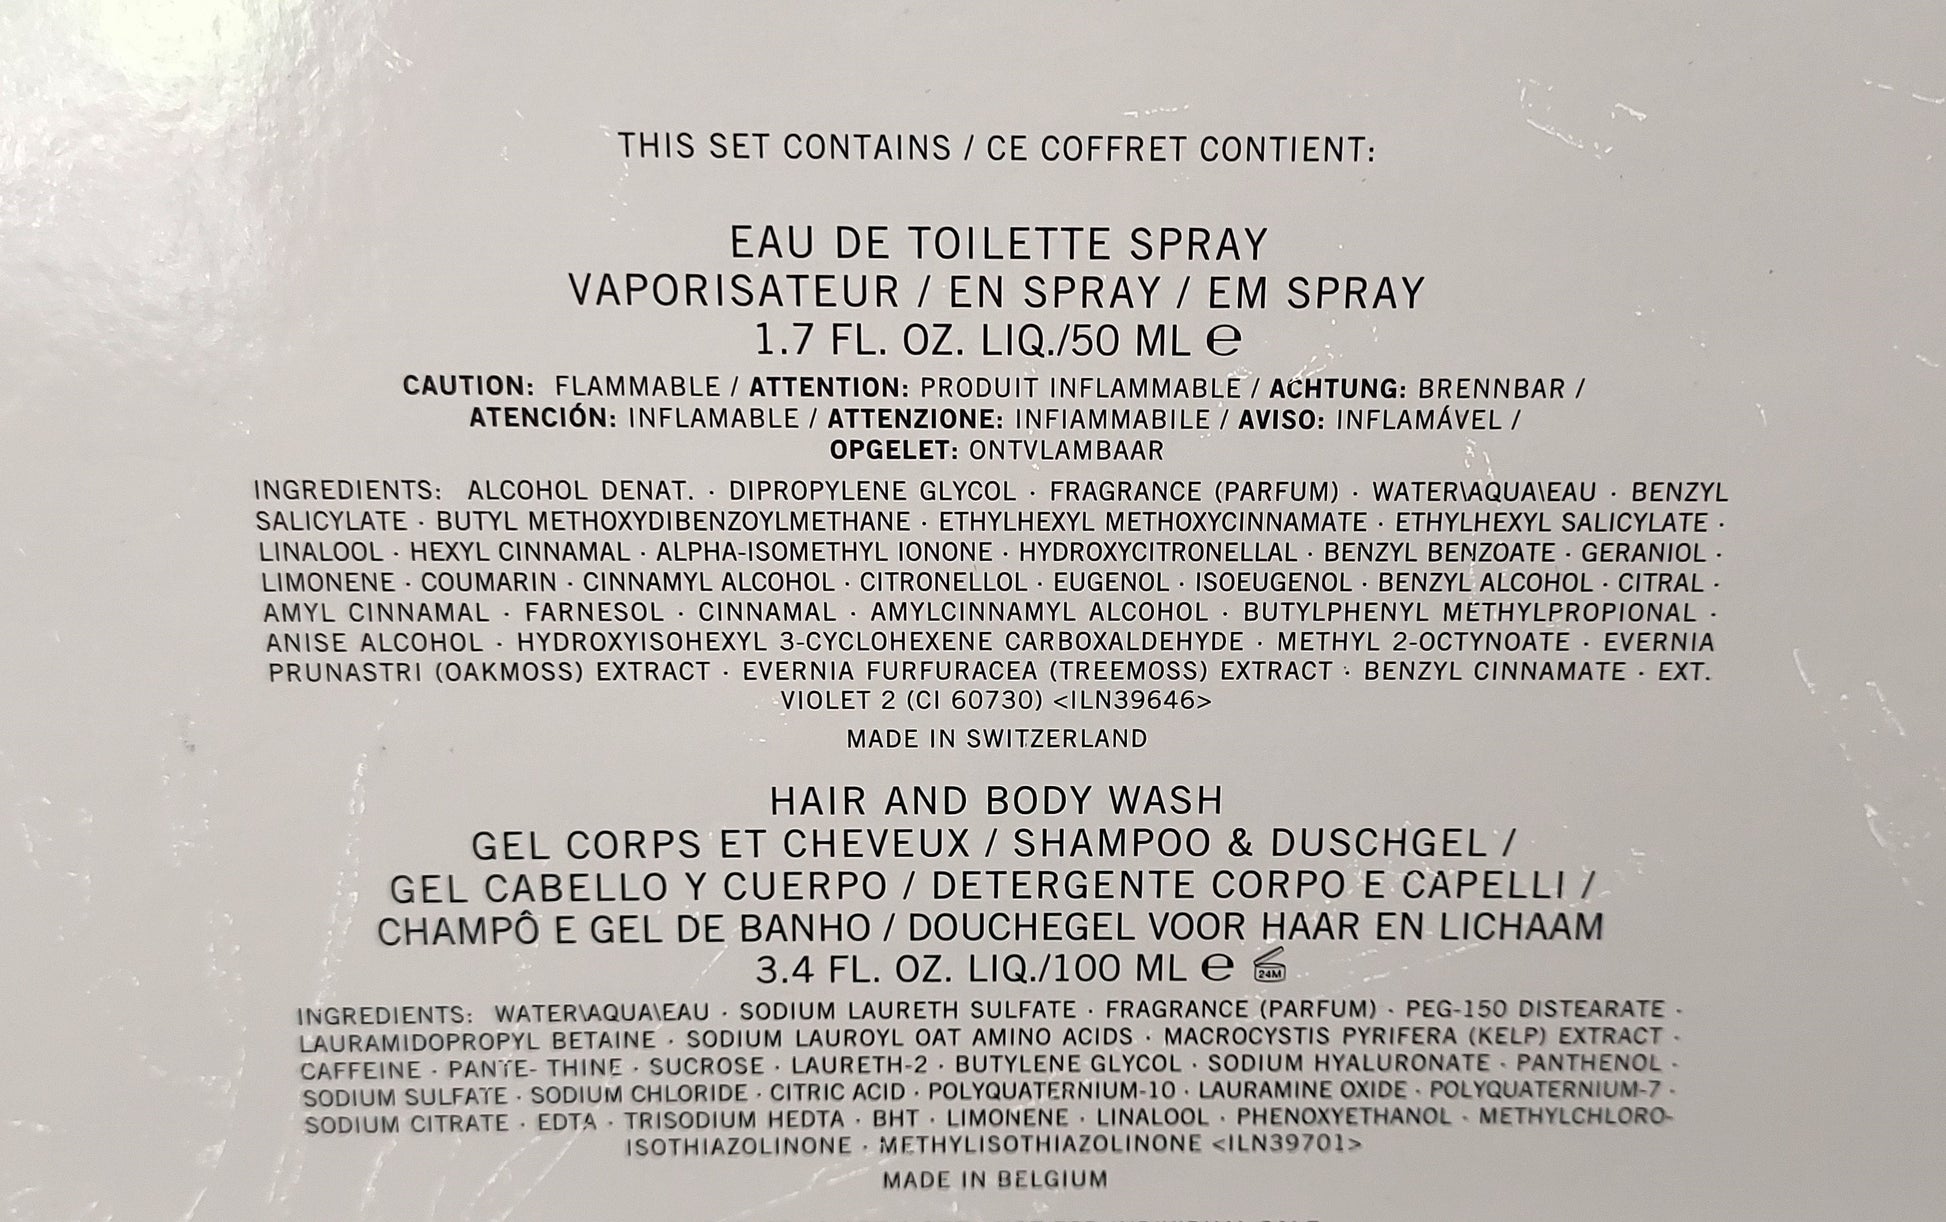 THIS SET CONTAINS / CE COFFRET CONTIENT:
EAU DE TOILETTE SPRAY
VAPORISATEUR / EN SPRAY / EM SPRAY
1.7 FL. OZ. LIQ./50 ML ℮
CAUTION: FLAMMABLE / ATTENTION: PRODUIT INFLAMMABLE / ACHTUNG: BRENNBAR /
ATENCIÓN: INFLAMABLE / ATTENZIONE: INFIAMMABILE / AVISO: INFLAMÁVEL /
OPGELET: ONTVLAMBAAR
INGREDIENTS: ALCOHOL DENAT. · DIPROPYLENE GLYCOL · FRAGRANCE (PARFUM) · WATER\AQUA\EAU · BENZYL
SALICYLATE · BUTYL METHOXYDIBENZOYLMETHANE · ETHYLHEXYL METHOXYCINNAMATE · ETHYLHEXYL SALICYLATE ·
LINALOOL · HEXYL CINNAMAL · ALPHA-ISOMETHYL IONONE · HYDROXYCITRONELLAL · BENZYL BENZOATE · GERANIOL ·
LIMONENE · COUMARIN · CINNAMYL ALCOHOL · CITRONELLOL · EUGENOL · ISOEUGENOL · BENZYL ALCOHOL · CITRAL ·
AMYL CINNAMAL · FARNESOL · CINNAMAL · AMYLCINNAMYL ALCOHOL · BUTYLPHENYL METHYLPROPIONAL ·
ANISE ALCOHOL · HYDROXYISOHEXYL 3-CYCLOHEXENE CARBOXALDEHYDE · METHYL 2-OCTYNOATE · EVERNIA
PRUNASTRI (OAKMOSS) EXTRACT · EVERNIA FURFURACEA (TREEMOSS) EXTRACT · BENZYL CINNAMATE · EXT.
VIOLET 2 (CI 60730) <ILN39646>
MADE IN SWITZERLAND
HAIR AND BODY WASH
GEL CORPS ET CHEVEUX / SHAMPOO & DUSCHGEL /
GEL CABELLO Y CUERPO / DETERGENTE CORPO E CAPELLI /
CHAMPÔ E GEL DE BANHO / DOUCHEGEL VOOR HAAR EN LICHAAM
3.4 FL. OZ. LIQ./100 ML ℮ 24M
INGREDIENTS: WATER\AQUA\EAU · SODIUM LAURETH SULFATE · FRAGRANCE (PARFUM) · PEG-150 DISTEARATE ·
LAURAMIDOPROPYL BETAINE · SODIUM LAUROYL OAT AMINO ACIDS · MACROCYSTIS PYRIFERA (KELP) EXTRACT ·
CAFFEINE · PANTE- THINE · SUCROSE · LAURETH-2 · BUTYLENE GLYCOL · SODIUM HYALURONATE · PANTHENOL ·
SODIUM SULFATE · SODIUM CHLORIDE · CITRIC ACID · POLYQUATERNIUM-10 · LAURAMINE OXIDE · POLYQUATERNIUM-7 ·
SODIUM CITRATE · EDTA · TRISODIUM HEDTA · BHT · LIMONENE · LINALOOL · PHENOXYETHANOL · METHYLCHLORO-
ISOTHIAZOLINONE · METHYLISOTHIAZOLINONE <ILN39701>
MADE IN BELGIUM